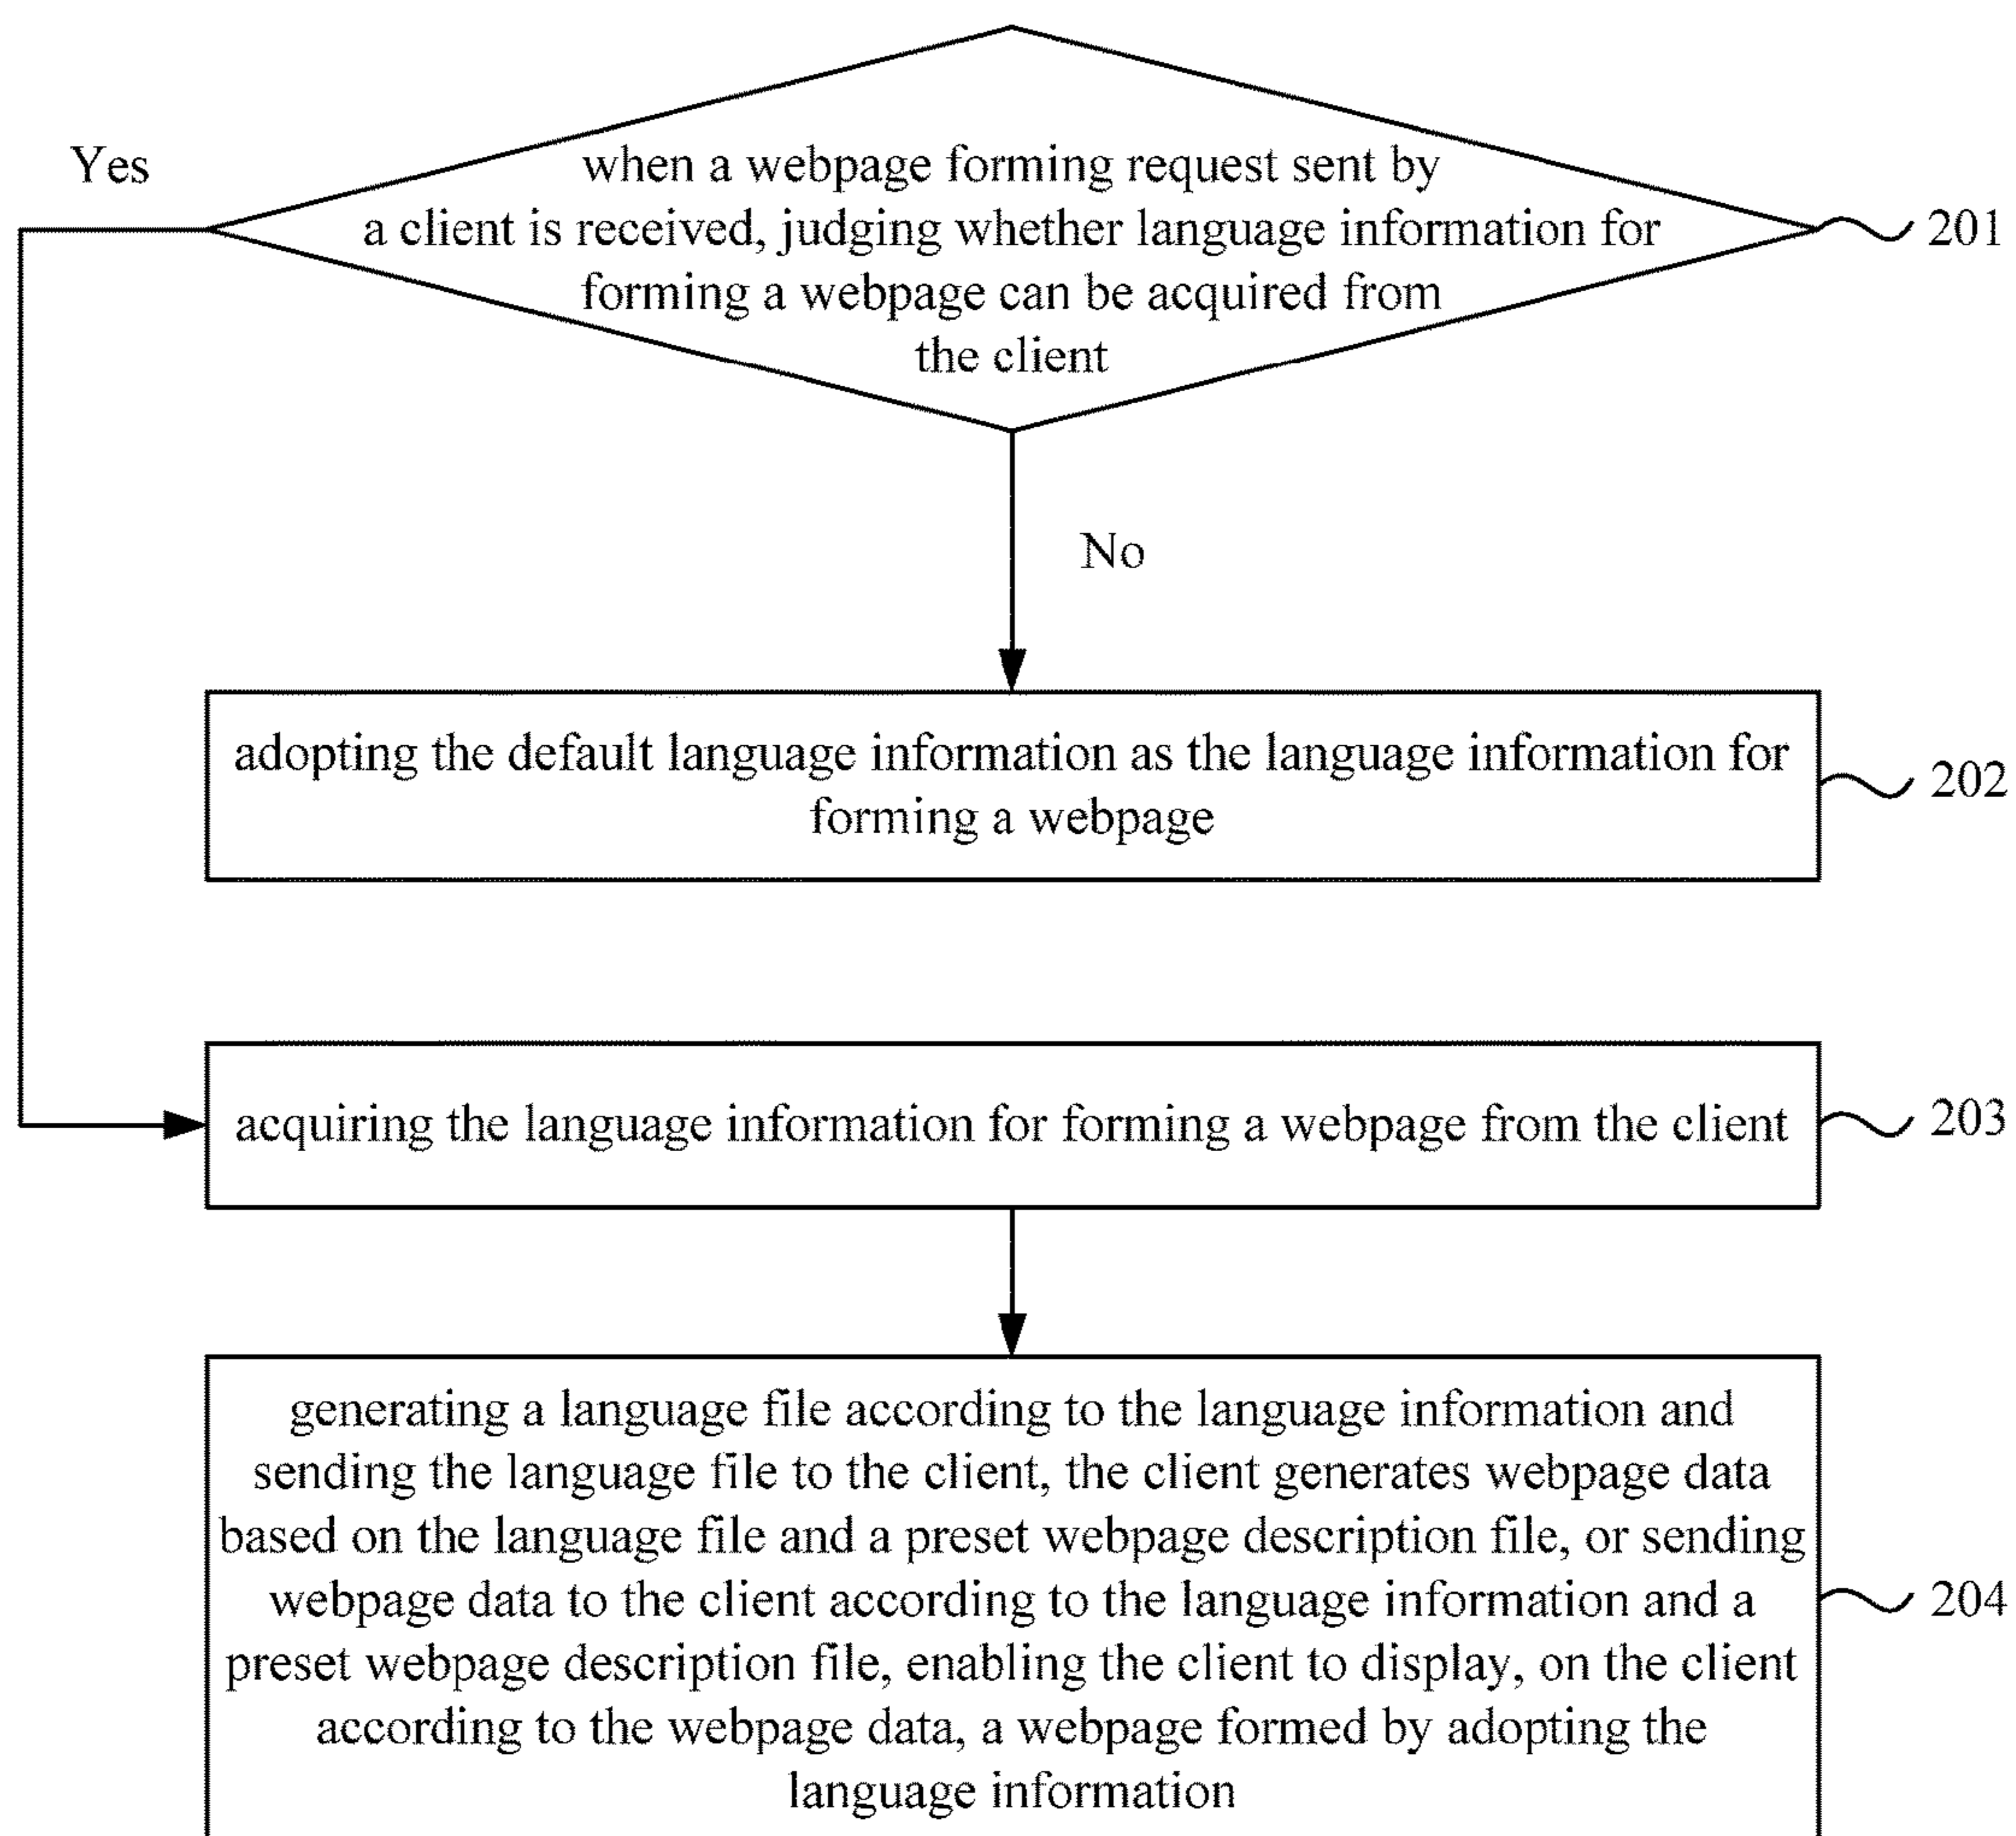 Yes
when a webpage forming request sent by
a client is received, judging whether language information for
forming a webpage can be acquired from
the client
201
No
adopting the default language information as the language information for
forming a webpage
202
acquiring the language information for forming a webpage from the client
203
generating a language file according to the language information and
sending the language file to the client, the client generates webpage data
based on the language file and a preset webpage description file, or sending
webpage data to the client according to the language information and a
preset webpage description file, enabling the client to display, on the client
according to the webpage data, a webpage formed by adopting the
language information
204